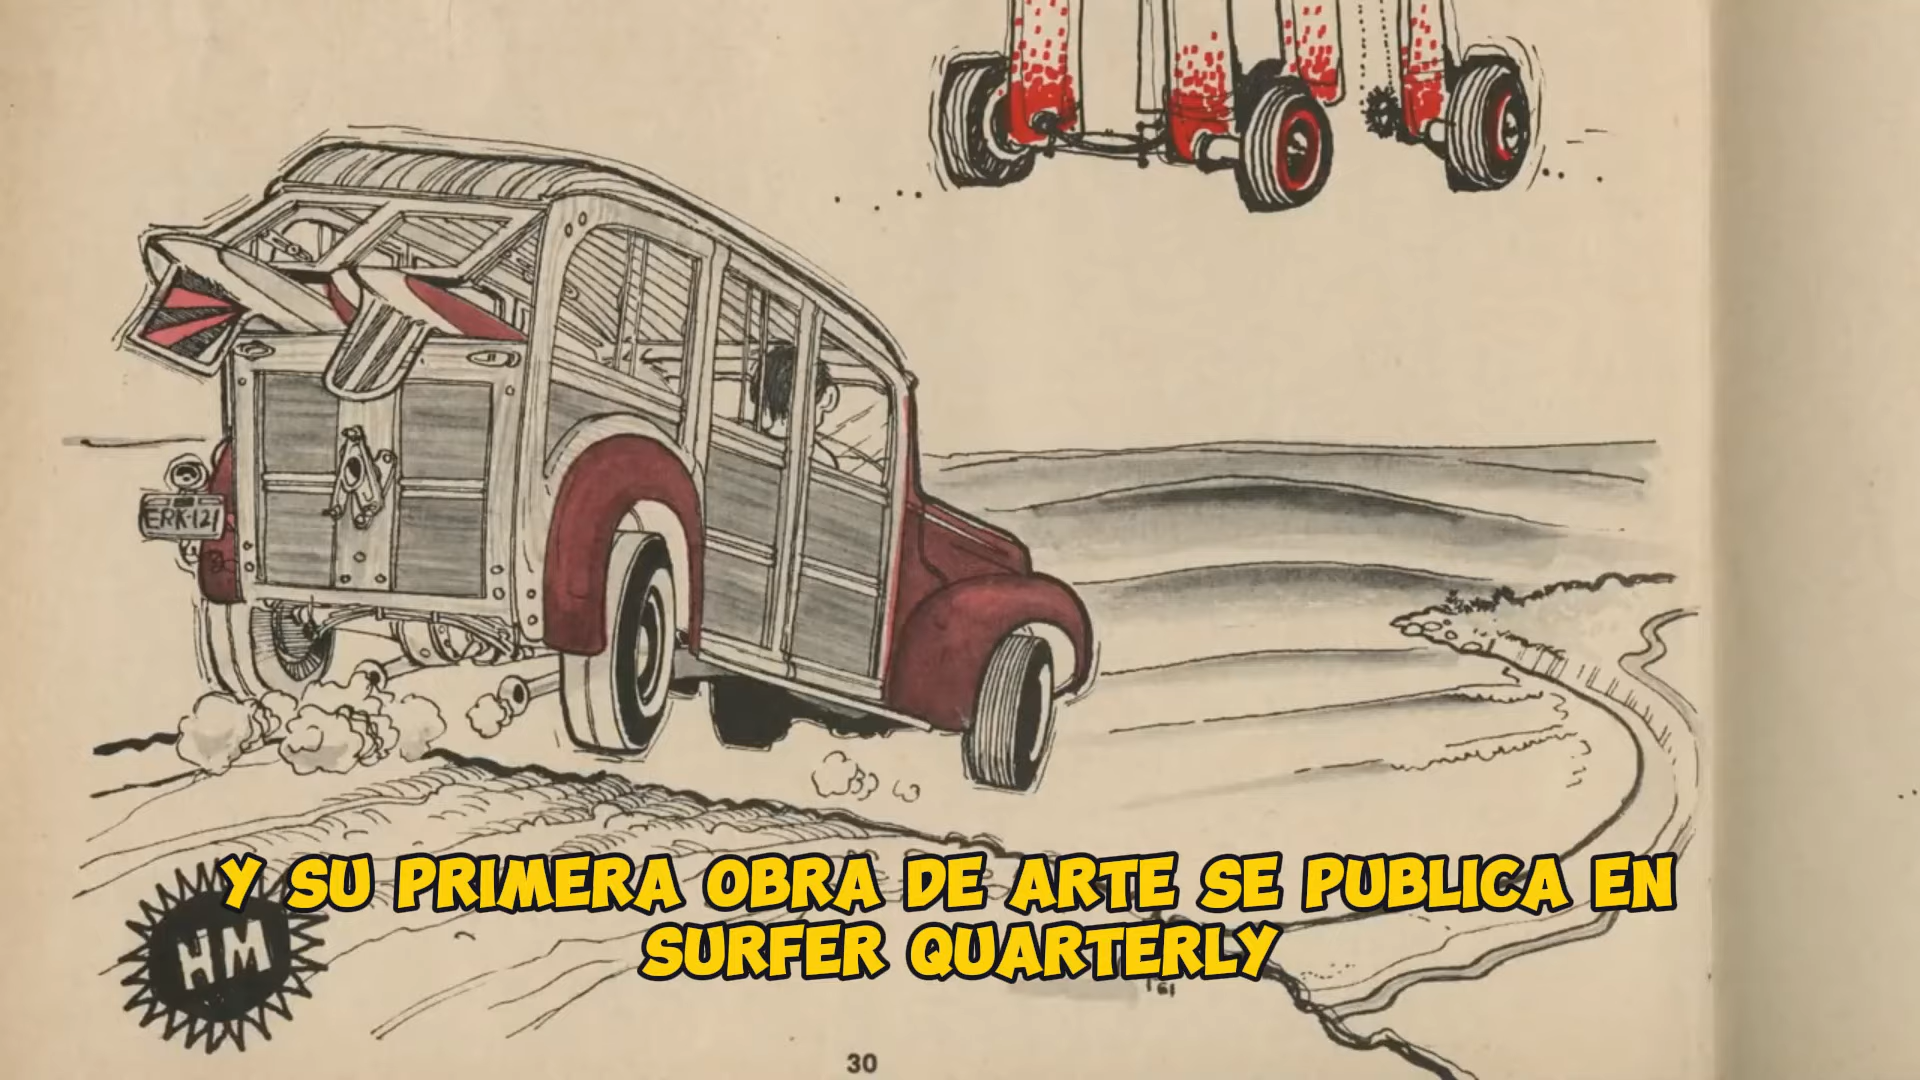 ERK-121
Y SU PRIMERA OBRA DE ARTE SE PUBLICA EN
SURFER QUARTERLY
HM
'61
30